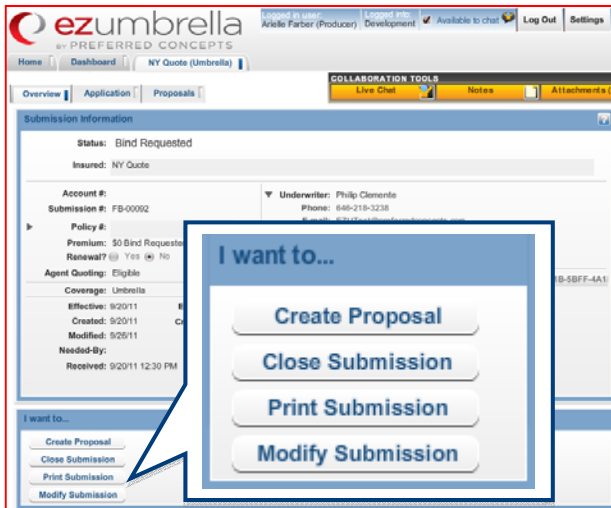 ezumbrella
BY PREFERRED CONCEPTS
Logged in user: Arielle Farber (Producer)
Logged into: Development
Available to chat
Log Out
Settings
Home
Dashboard
NY Quote (Umbrella)
COLLABORATION TOOLS
Overview
Application
Proposals
Live Chat
Notes
Attachments (
Submission Information
Status: Bind Requested
Insured: NY Quote
Account #:
Submission #: FB-00092
Policy #:
Premium: $0 Bind Requeste
Renewal? Yes No
Agent Quoting: Eligible
Coverage: Umbrella
Effective: 9/20/11
Created: 9/20/11
Modified: 9/26/11
Needed-By:
Received: 9/20/11 12:30 PM
Underwriter: Philip Clemente
Phone: 646-218-3238
1B-5BFF-4A1
I want to...
Create Proposal
Close Submission
Print Submission
Modify Submission
I want to...
Create Proposal
Close Submission
Print Submission
Modify Submission